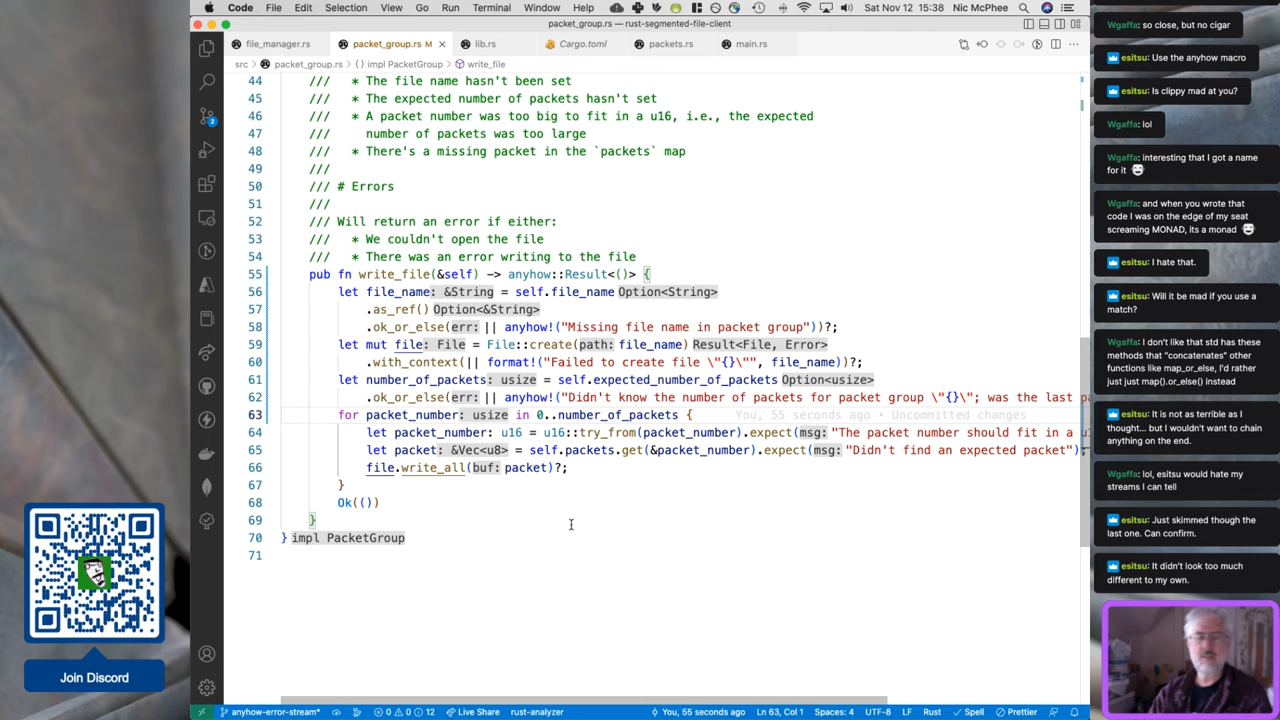 Code File Edit Selection View Go Run Terminal Window Help
Sat Nov 12 15:38 Nic McPhee
packet_group.rs — rust-segmented-file-client
file_manager.rs
packet_group.rs M
lib.rs
Cargo.toml
packets.rs
main.rs
src > packet_group.rs > {} impl PacketGroup > write_file
44 /// * The file name hasn't been set
45 /// * The expected number of packets hasn't set
46 /// * A packet number was too big to fit in a u16, i.e., the expected
47 /// number of packets was too large
48 /// * There's a missing packet in the `packets` map
49 ///
50 /// # Errors
51 ///
52 /// Will return an error if either:
53 /// * We couldn't open the file
54 /// * There was an error writing to the file
55 pub fn write_file(&self) -> anyhow::Result<()> {
56 let file_name: &String = self.file_name Option<String>
57 .as_ref() Option<&String>
58 .ok_or_else(err: || anyhow!("Missing file name in packet group"))?;
59 let mut file: File = File::create(path: file_name) Result<File, Error>
60 .with_context(|| format!("Failed to create file \"{}\"", file_name))?;
61 let number_of_packets: usize = self.expected_number_of_packets Option<usize>
62 .ok_or_else(err: || anyhow!("Didn't know the number of packets for packet group \"{}\"; was the last pa
63 for packet_number: usize in 0..number_of_packets { You, 55 seconds ago • Uncommitted changes
64 let packet_number: u16 = u16::try_from(packet_number).expect(msg: "The packet number should fit in a u1
65 let packet: &Vec<u8> = self.packets.get(&packet_number).expect(msg: "Didn't find an expected packet");
66 file.write_all(buf: packet)?;
67 }
68 Ok(())
69 }
70 } impl PacketGroup
71
2
anyhow-error-stream* 0 0 12 Live Share rust-analyzer You, 55 seconds ago Ln 63, Col 1 Spaces: 4 UTF-8 LF Rust Spell Prettier
Join Discord
Wgaffa: so close, but no cigar
esitsu: Use the anyhow macro
esitsu: Is clippy mad at you?
Wgaffa: lol
Wgaffa: interesting that I got a name
for it
Wgaffa: and when you wrote that
code I was on the edge of my seat
screaming MONAD, its a monad
esitsu: I hate that.
esitsu: Will it be mad if you use a
match?
Wgaffa: I don't like that std has these
methods that "concatenates" other
functions like map_or_else, I'd rather
just just map().or_else() instead
esitsu: It is not as terrible as I
thought... but I wouldn't want to chain
anything on the end.
Wgaffa: lol, esitsu would hate my
streams I can tell
esitsu: Just skimmed though the
last one. Can confirm.
esitsu: It didn't look too much
different to my own.